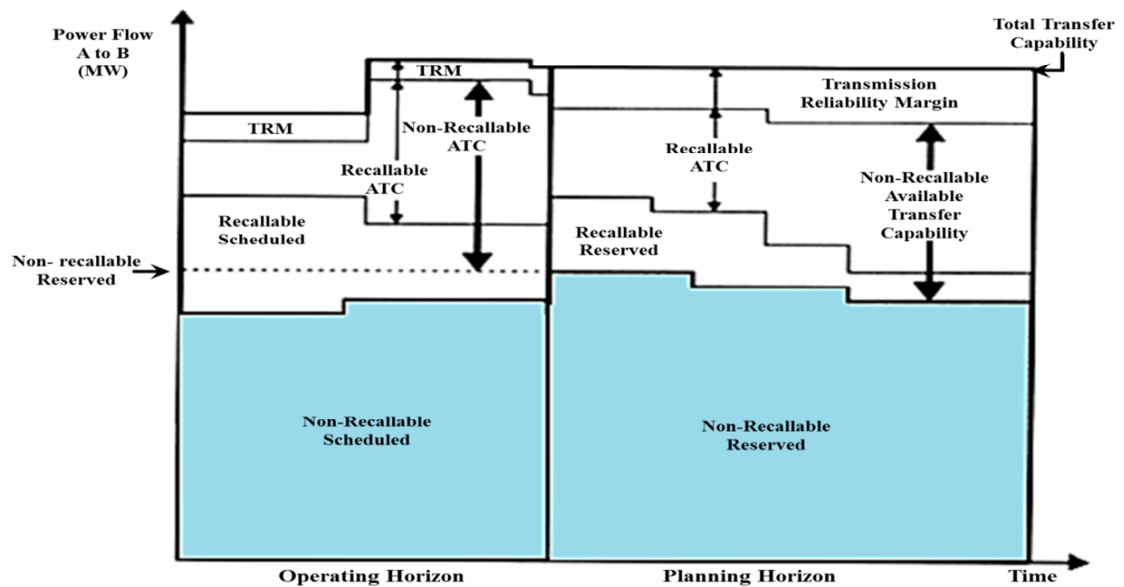 Power Flow
A to B
(MW)
Total Transfer
Capability
TRM
TRM
Transmission
Reliability Margin
Non-Recallable
ATC
Recallable
ATC
Recallable
ATC
Non-Recallable
Available
Transfer
Capability
Recallable
Scheduled
Recallable
Reserved
Non- recallable
Reserved
Non-Recallable
Scheduled
Non-Recallable
Reserved
Operating Horizon
Planning Horizon
Time